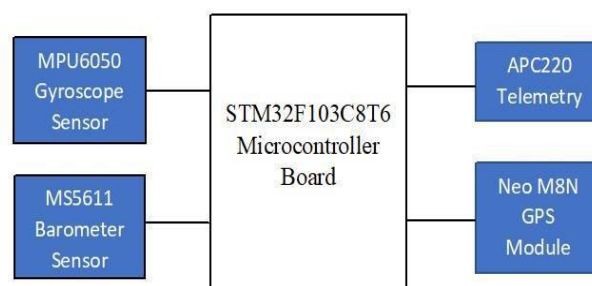 MPU6050
Gyroscope
Sensor
MS5611
Barometer
Sensor
STM32F103C8T6
Microcontroller
Board
APC220
Telemetry
Neo M8N
GPS
Module